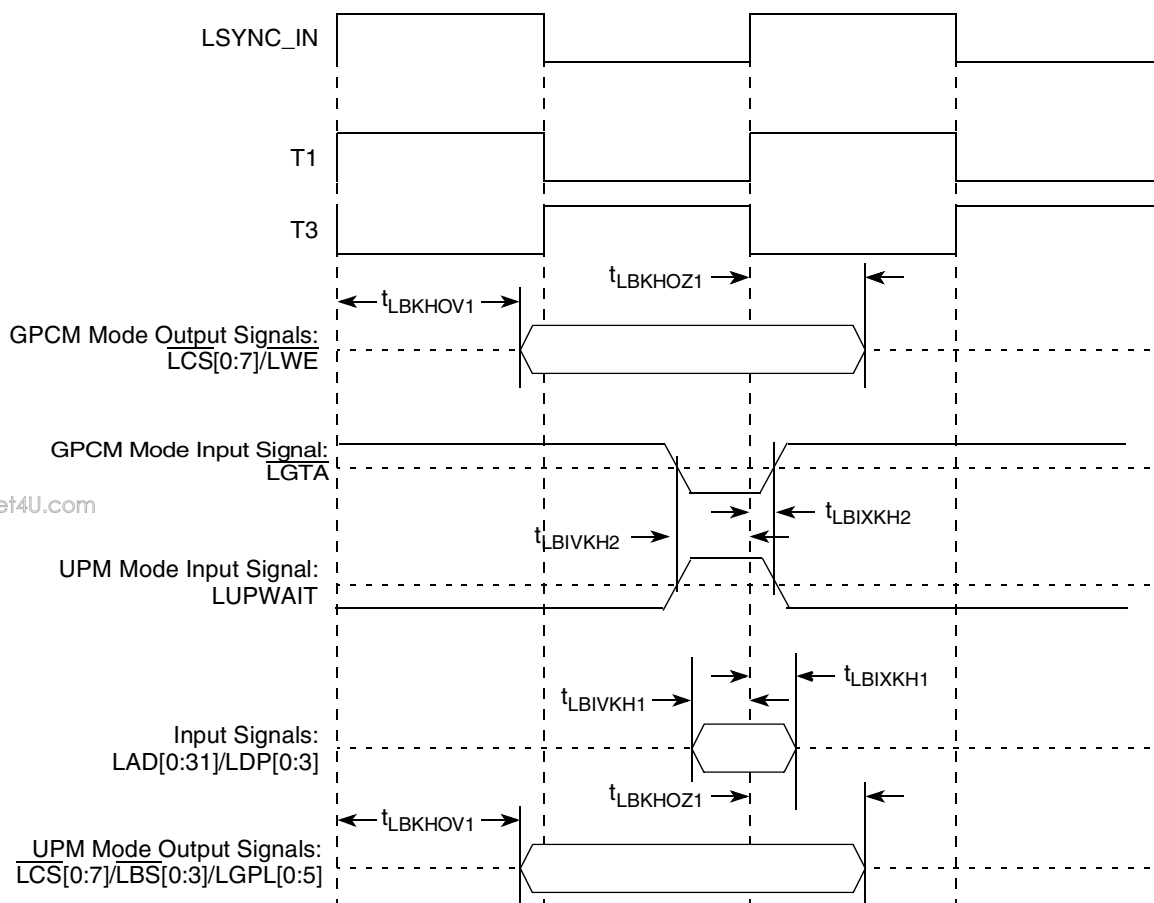 LSYNC_IN
T1
T3
tLBKHOZ1
tLBKHOV1
GPCM Mode Output Signals:
LCS[0:7]/LWE
GPCM Mode Input Signal:
LGTA
et4U.com
tLBIXKH2
tLBIVKH2
UPM Mode Input Signal:
LUPWAIT
tLBIXKH1
tLBIVKH1
Input Signals:
LAD[0:31]/LDP[0:3]
tLBKHOZ1
tLBKHOV1
UPM Mode Output Signals:
LCS[0:7]/LBS[0:3]/LGPL[0:5]